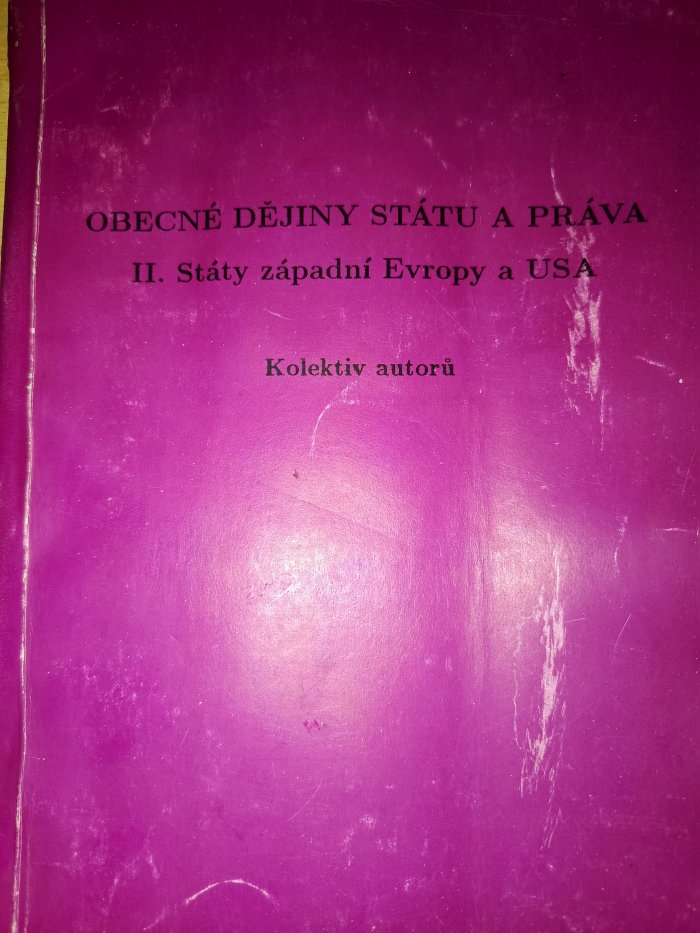 OBECNÉ DĚJINY STÁTU A PRÁVA
II. Státy západní Evropy a USA
Kolektiv autorů